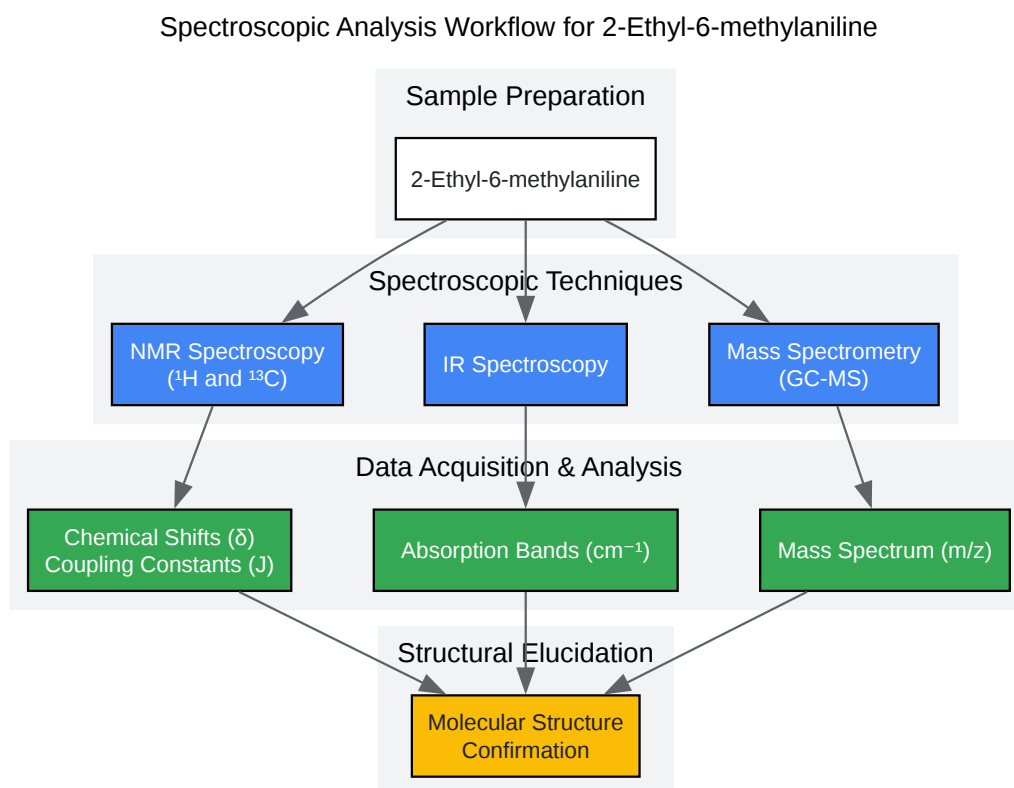 Spectroscopic Analysis Workflow for 2-Ethyl-6-methylaniline
Sample Preparation
2-Ethyl-6-methylaniline
Spectroscopic Techniques
NMR Spectroscopy
(¹H and ¹³C)
IR Spectroscopy
Mass Spectrometry
(GC-MS)
Data Acquisition & Analysis
Chemical Shifts (δ)
Coupling Constants (J)
Absorption Bands (cm⁻¹)
Mass Spectrum (m/z)
Structural Elucidation
Molecular Structure
Confirmation